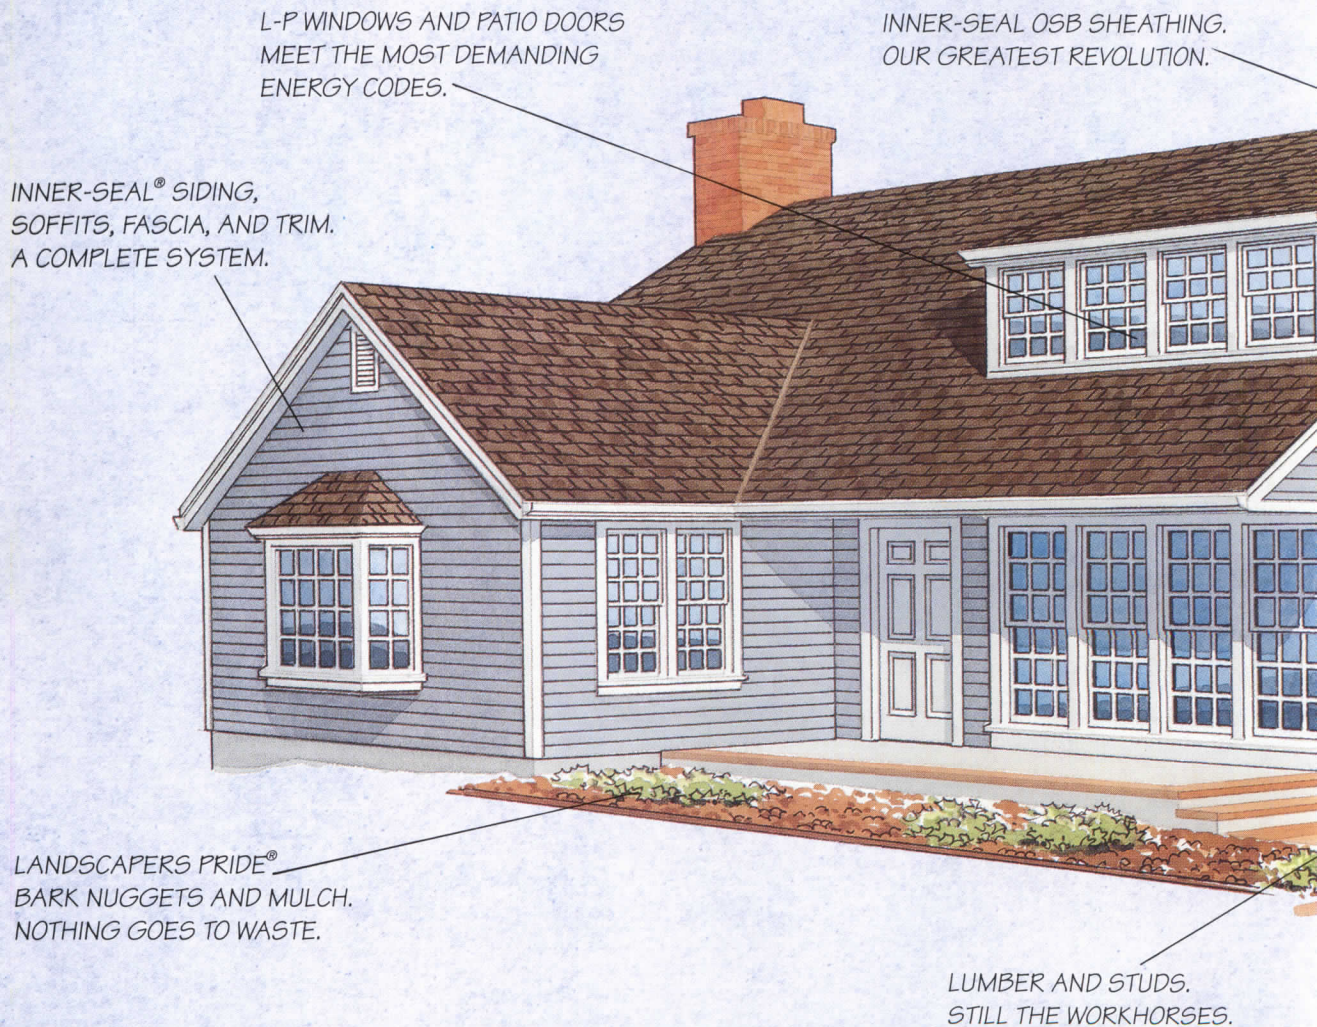 L-P WINDOWS AND PATIO DOORS
MEET THE MOST DEMANDING
ENERGY CODES.
INNER-SEAL OSB SHEATHING.
OUR GREATEST REVOLUTION.
INNER-SEAL® SIDING,
SOFFITS, FASCIA, AND TRIM.
A COMPLETE SYSTEM.
LANDSCAPERS PRIDE®
BARK NUGGETS AND MULCH.
NOTHING GOES TO WASTE.
LUMBER AND STUDS.
STILL THE WORKHORSES.